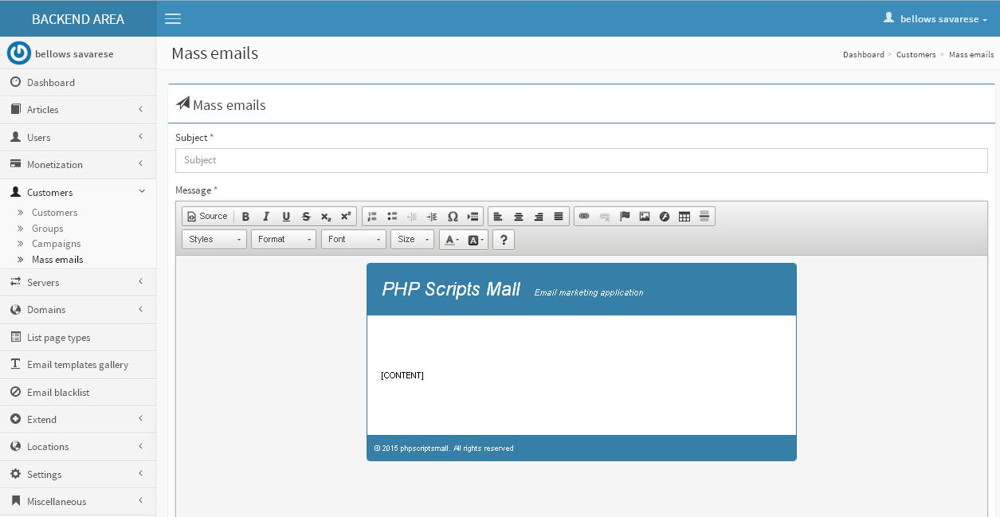 BACKEND AREA
bellows savarese
bellows savarese
Dashboard
Articles
Users
Monetization
Customers
Customers
Groups
Campaigns
Mass emails
Servers
Domains
List page types
Email templates gallery
Email blacklist
Extend
Locations
Settings
Miscellaneous
Mass emails
Dashboard > Customers > Mass emails
Mass emails
Subject *
Subject
Message *
Source B I U S x₂ x² Ω
Styles Format Font Size A A ?
PHP Scripts Mall Email marketing application
[CONTENT]
© 2015 phpscriptsmall. All rights reserved